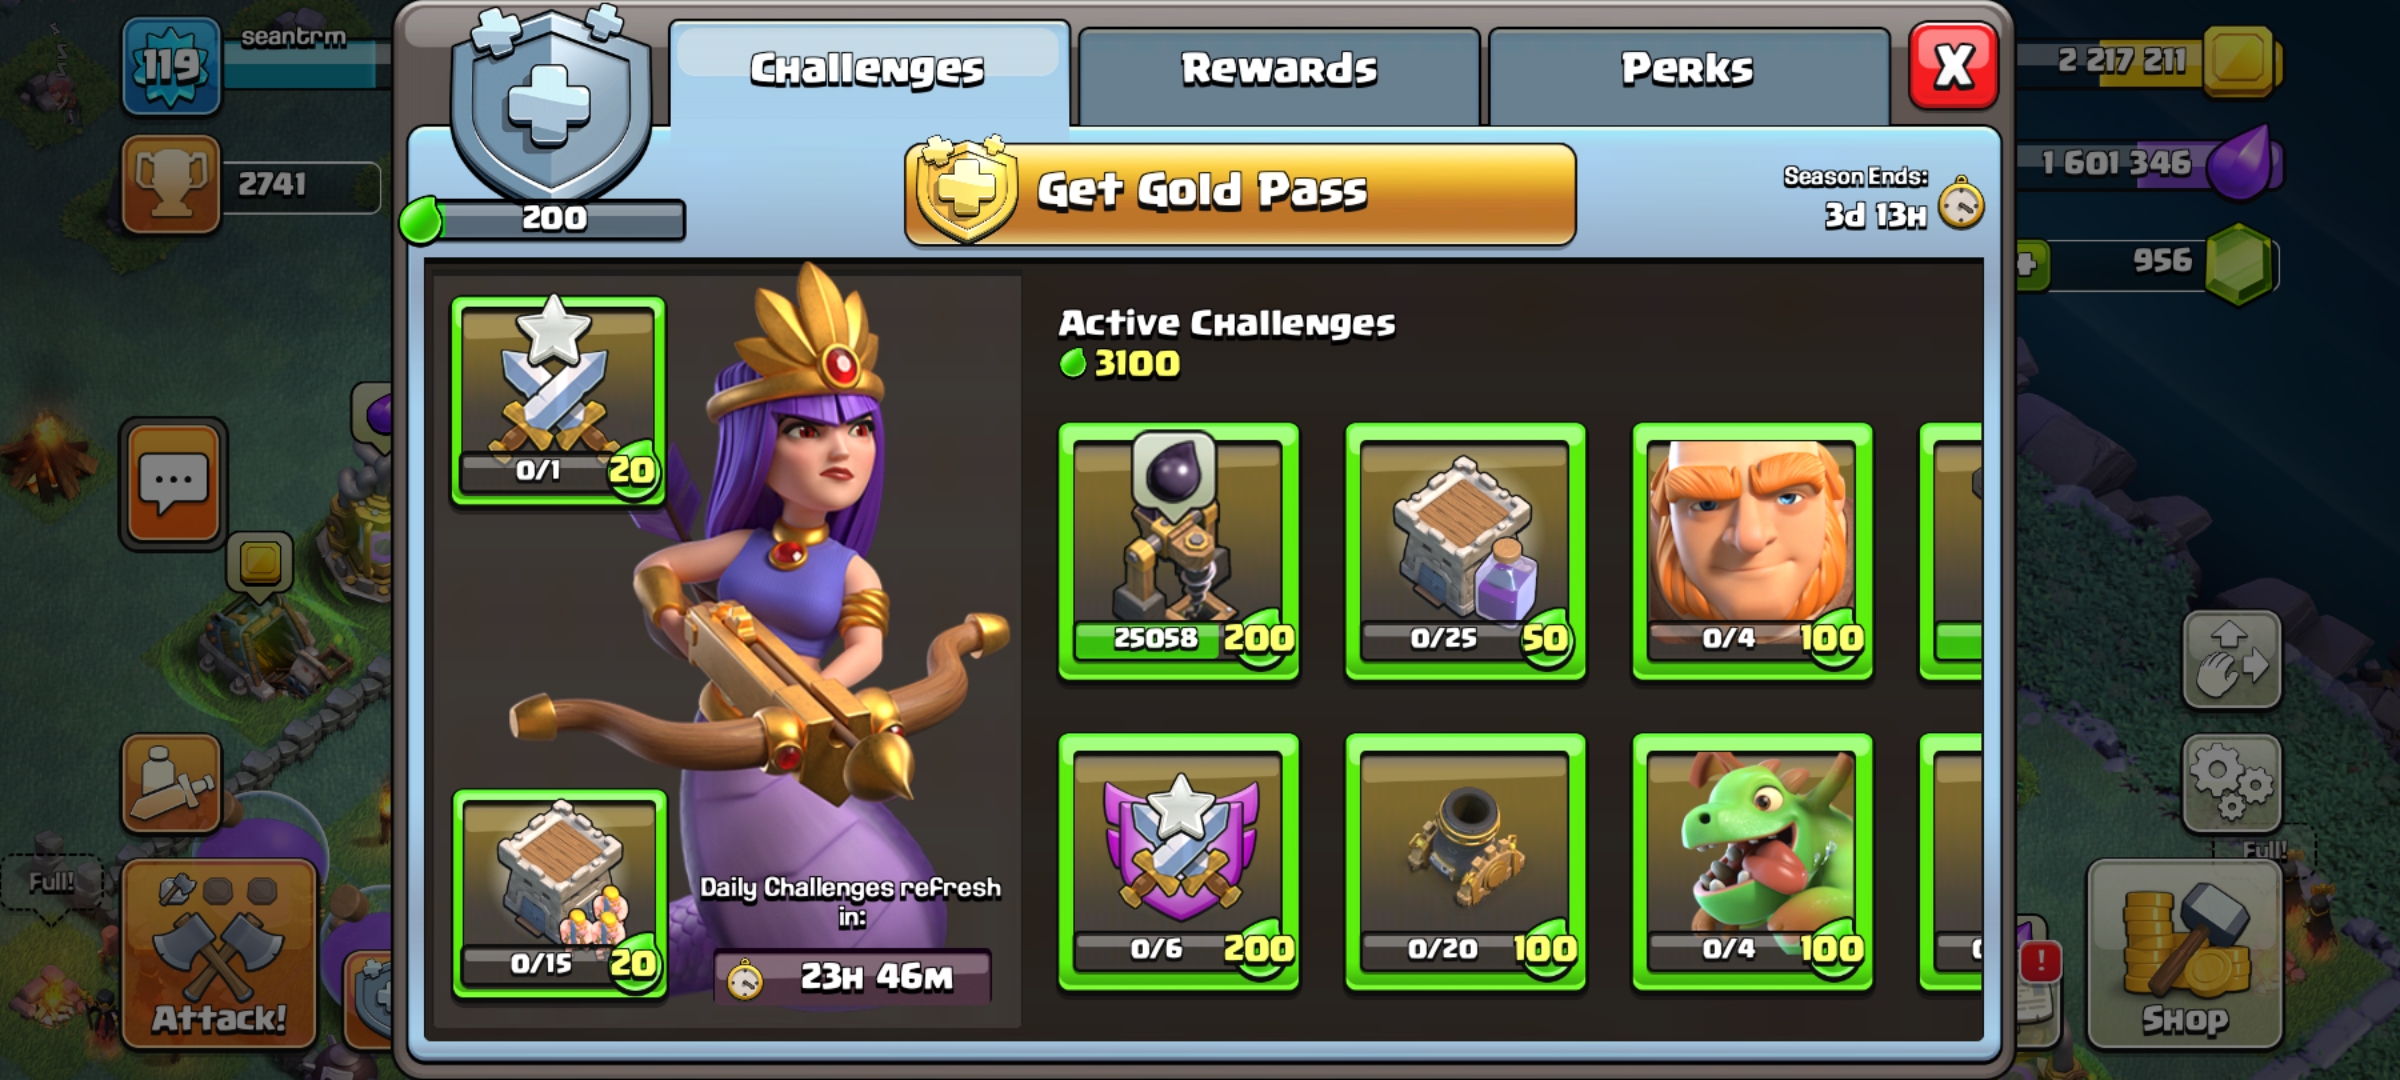 119
seantrm
2741
200
Challenges
Rewards
Perks
X
Get Gold Pass
Season Ends:
3d 13H
2 217 211
1 601 346
956
0/1
20
Active Challenges
3100
25058
200
0/25
50
0/4
100
0/6
200
0/20
100
0/4
100
0/15
20
Daily Challenges refresh
in:
23H 46M
Full!
Attack!
Full!
!
Shop